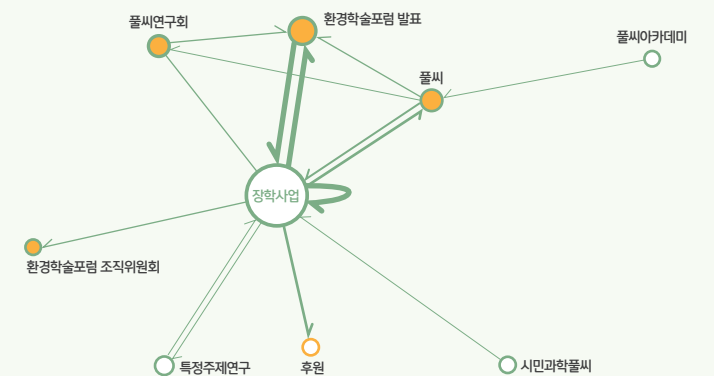 풀씨연구회
환경학술포럼 발표
풀씨아카데미
풀씨
장학사업
환경학술포럼 조직위원회
특정주제연구
후원
시민과학풀씨